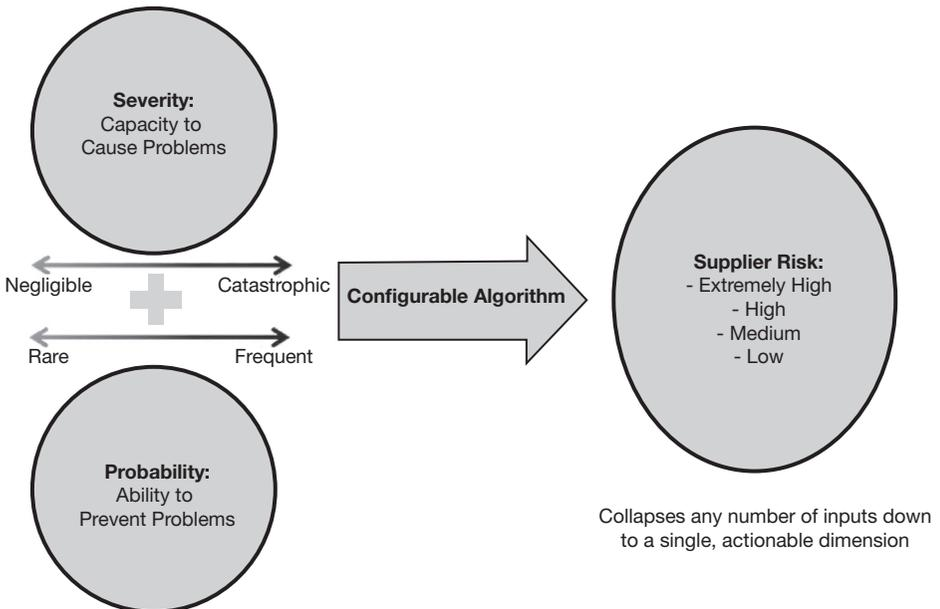 Severity:
Capacity to
Cause Problems
Negligible
Catastrophic
Rare
Frequent
Probability:
Ability to
Prevent Problems
Configurable Algorithm
Supplier Risk:
- Extremely High
- High
- Medium
- Low
Collapses any number of inputs down
to a single, actionable dimension